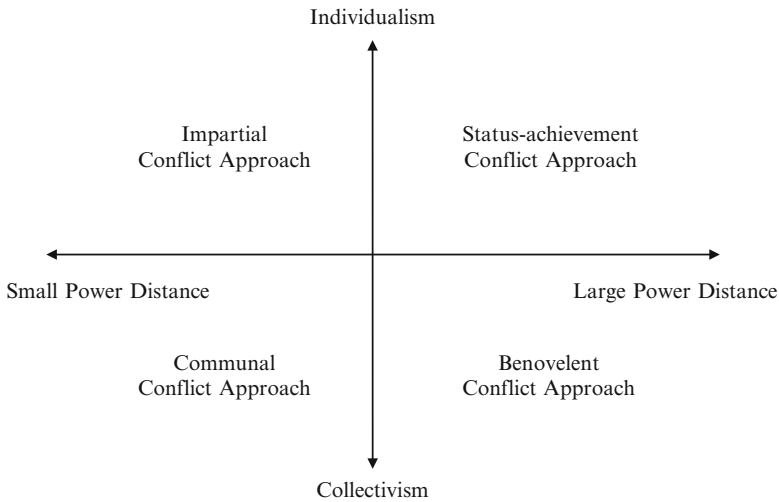 Individualism
Impartial
Conflict Approach
Status-achievement
Conflict Approach
Small Power Distance
Large Power Distance
Communal
Conflict Approach
Benovelent
Conflict Approach
Collectivism